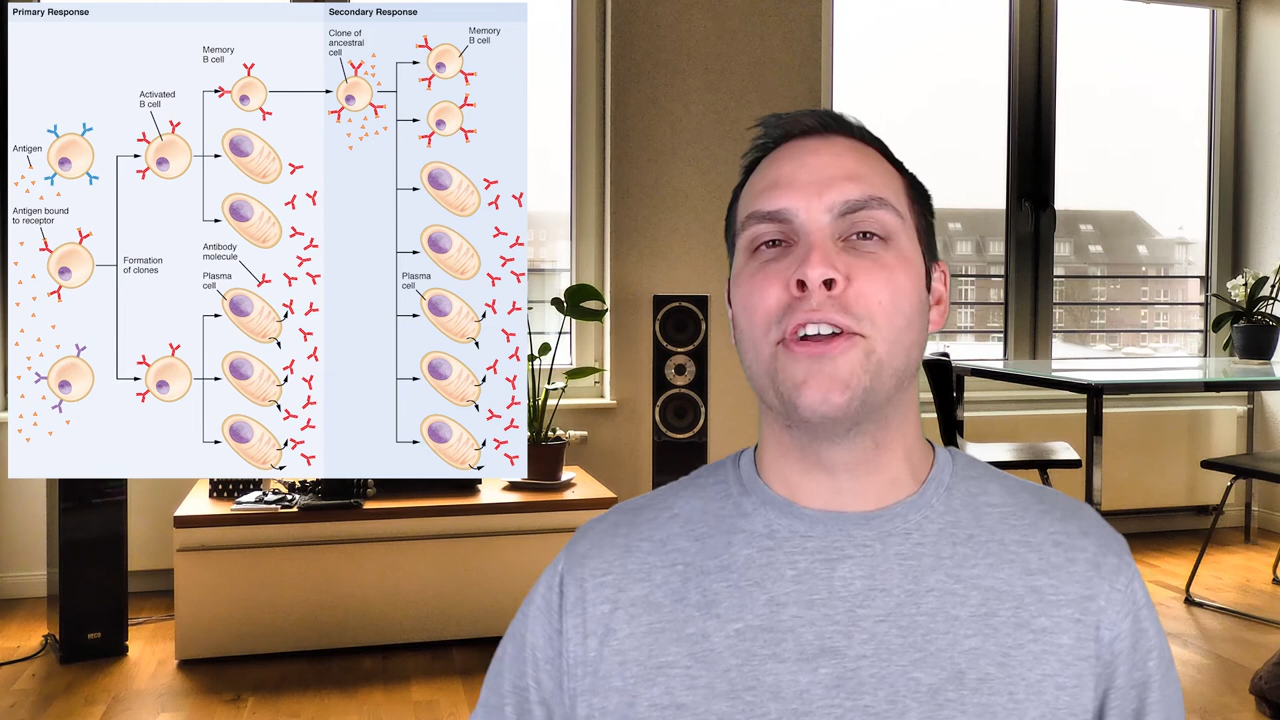 Primary Response
Secondary Response
Memory
B cell
Clone of
ancestral
cell
Memory
B cell
Activated
B cell
Antigen
Antigen bound
to receptor
Formation
of clones
Antibody
molecule
Plasma
cell
Plasma
cell
HECO